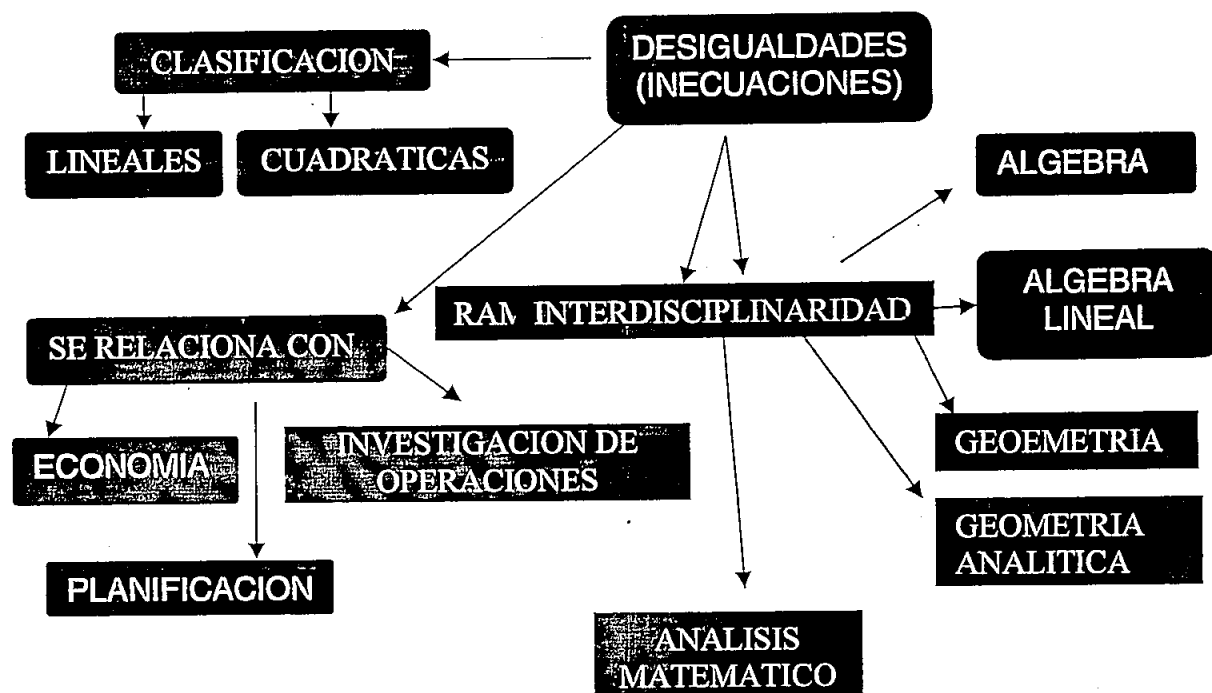 DESIGUALDADES
(INECUACIONES)
CLASIFICACION
LINEALES
CUADRATICAS
ALGEBRA
ALGEBRA
LINEAL
RAM INTERDISCIPLINARIDAD
SE RELACIONA CON
GEOEMETRIA
ECONOMIA
INVESTIGACION DE
OPERACIONES
GEOMETRIA
ANALITICA
PLANIFICACION
ANALISIS
MATEMATICO